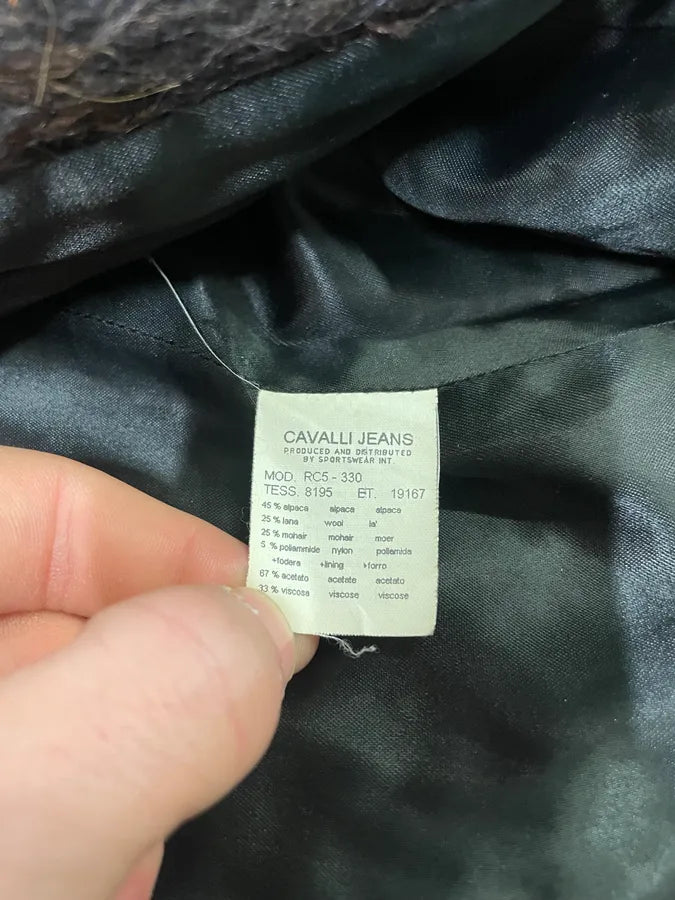 CAVALLI JEANS
PRODUCED AND DISTRIBUTED
BY SPORTSWEAR INT.
MOD. RC5 - 330
TESS. 8195 ET. 19167
45 % alpaca alpaca alpaca
25 % lana wool la'
25 % mohair mohair moer
5 % poliammide nylon poliamida
+fodera +lining +forro
67 % acetato acetate acetato
33 % viscosa viscose viscose